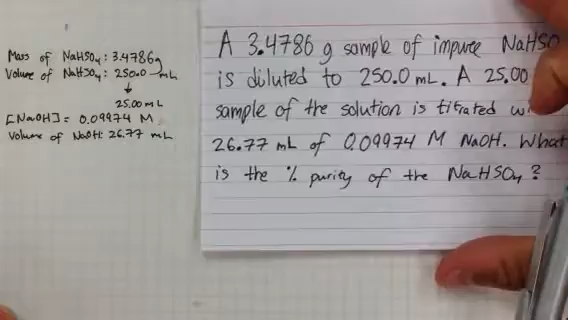 Mass of NaHSO4: 3.4786g
Volume of NaHSO4: 250.0 mL
↓
25.00 mL
[NaOH] = 0.09974 M
Volume of NaOH: 26.77 mL
A 3.4786 g sample of impure NaHSO
is diluted to 250.0 mL. A 25.00
sample of the solution is titrated
26.77 mL of 0.09974 M NaOH. What
is the % purity of the NaHSO4?